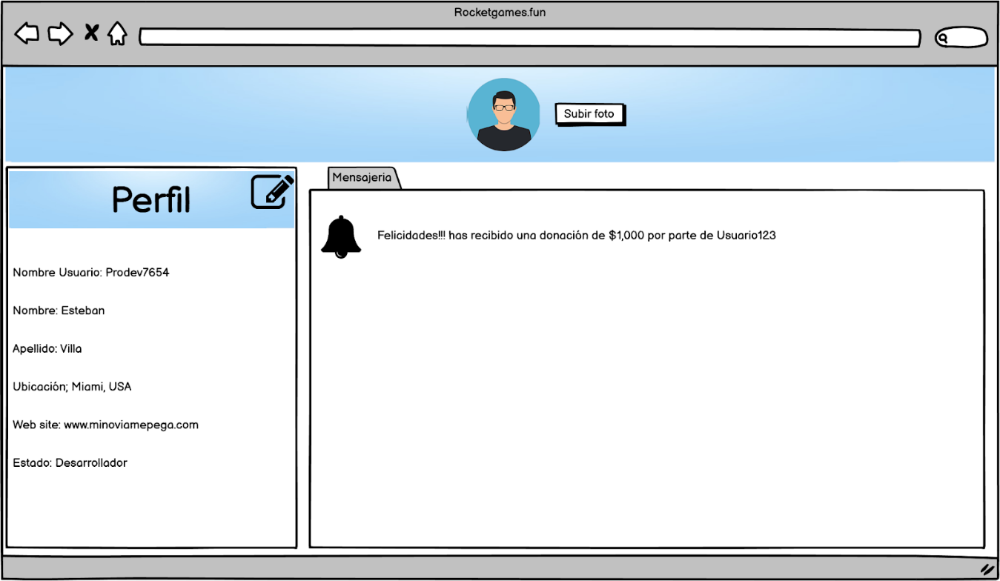 Rocketgames.fun
Subir foto
Perfil
Nombre Usuario: Prodev7654
Nombre: Esteban
Apellido: Villa
Ubicación; Miami, USA
Web site: www.minoviamepega.com
Estado: Desarrollador
Mensajeria
Felicidades!!! has recibido una donación de $1,000 por parte de Usuario123